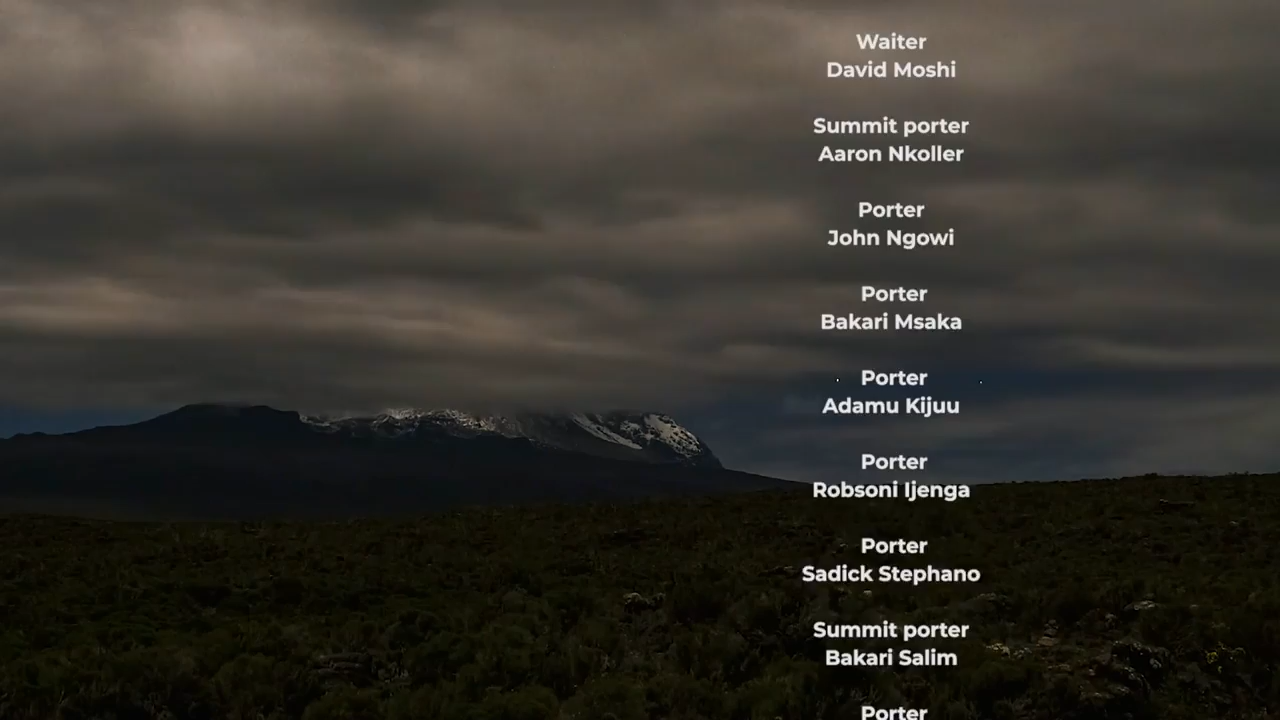 Waiter
David Moshi
Summit porter
Aaron Nkoller
Porter
John Ngowi
Porter
Bakari Msaka
Porter
Adamu Kijuu
Porter
Robsoni Ijenga
Porter
Sadick Stephano
Summit porter
Bakari Salim
Porter